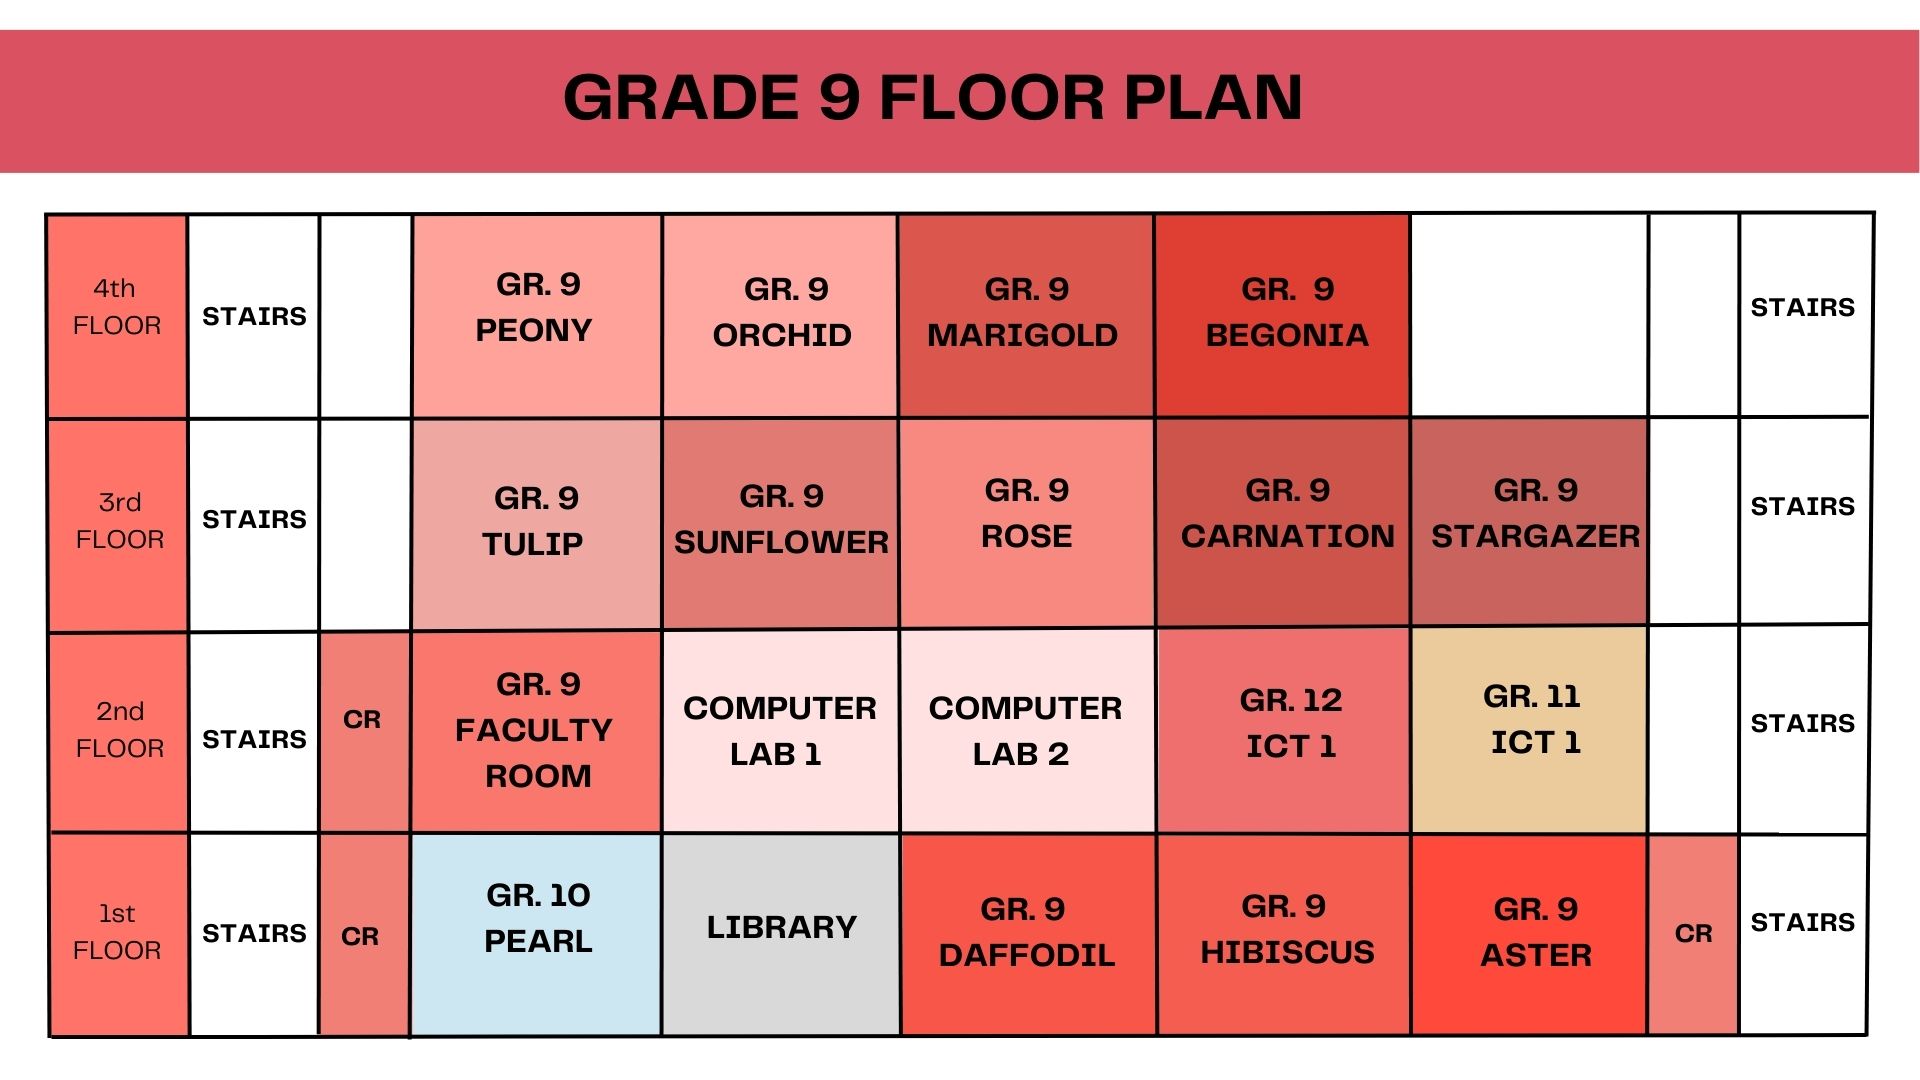 GRADE 9 FLOOR PLAN
4th
FLOOR
STAIRS
GR. 9
PEONY
GR. 9
ORCHID
GR. 9
MARIGOLD
GR.  9
BEGONIA
STAIRS
3rd
FLOOR
STAIRS
GR. 9
TULIP
GR. 9
SUNFLOWER
GR. 9
ROSE
GR. 9
CARNATION
GR. 9
STARGAZER
STAIRS
2nd
FLOOR
STAIRS
CR
GR. 9
FACULTY
ROOM
COMPUTER
LAB 1
COMPUTER
LAB 2
GR. 12
ICT 1
GR. 11
ICT 1
STAIRS
1st
FLOOR
STAIRS
CR
GR. 10
PEARL
LIBRARY
GR. 9
DAFFODIL
GR. 9
HIBISCUS
GR. 9
ASTER
CR
STAIRS